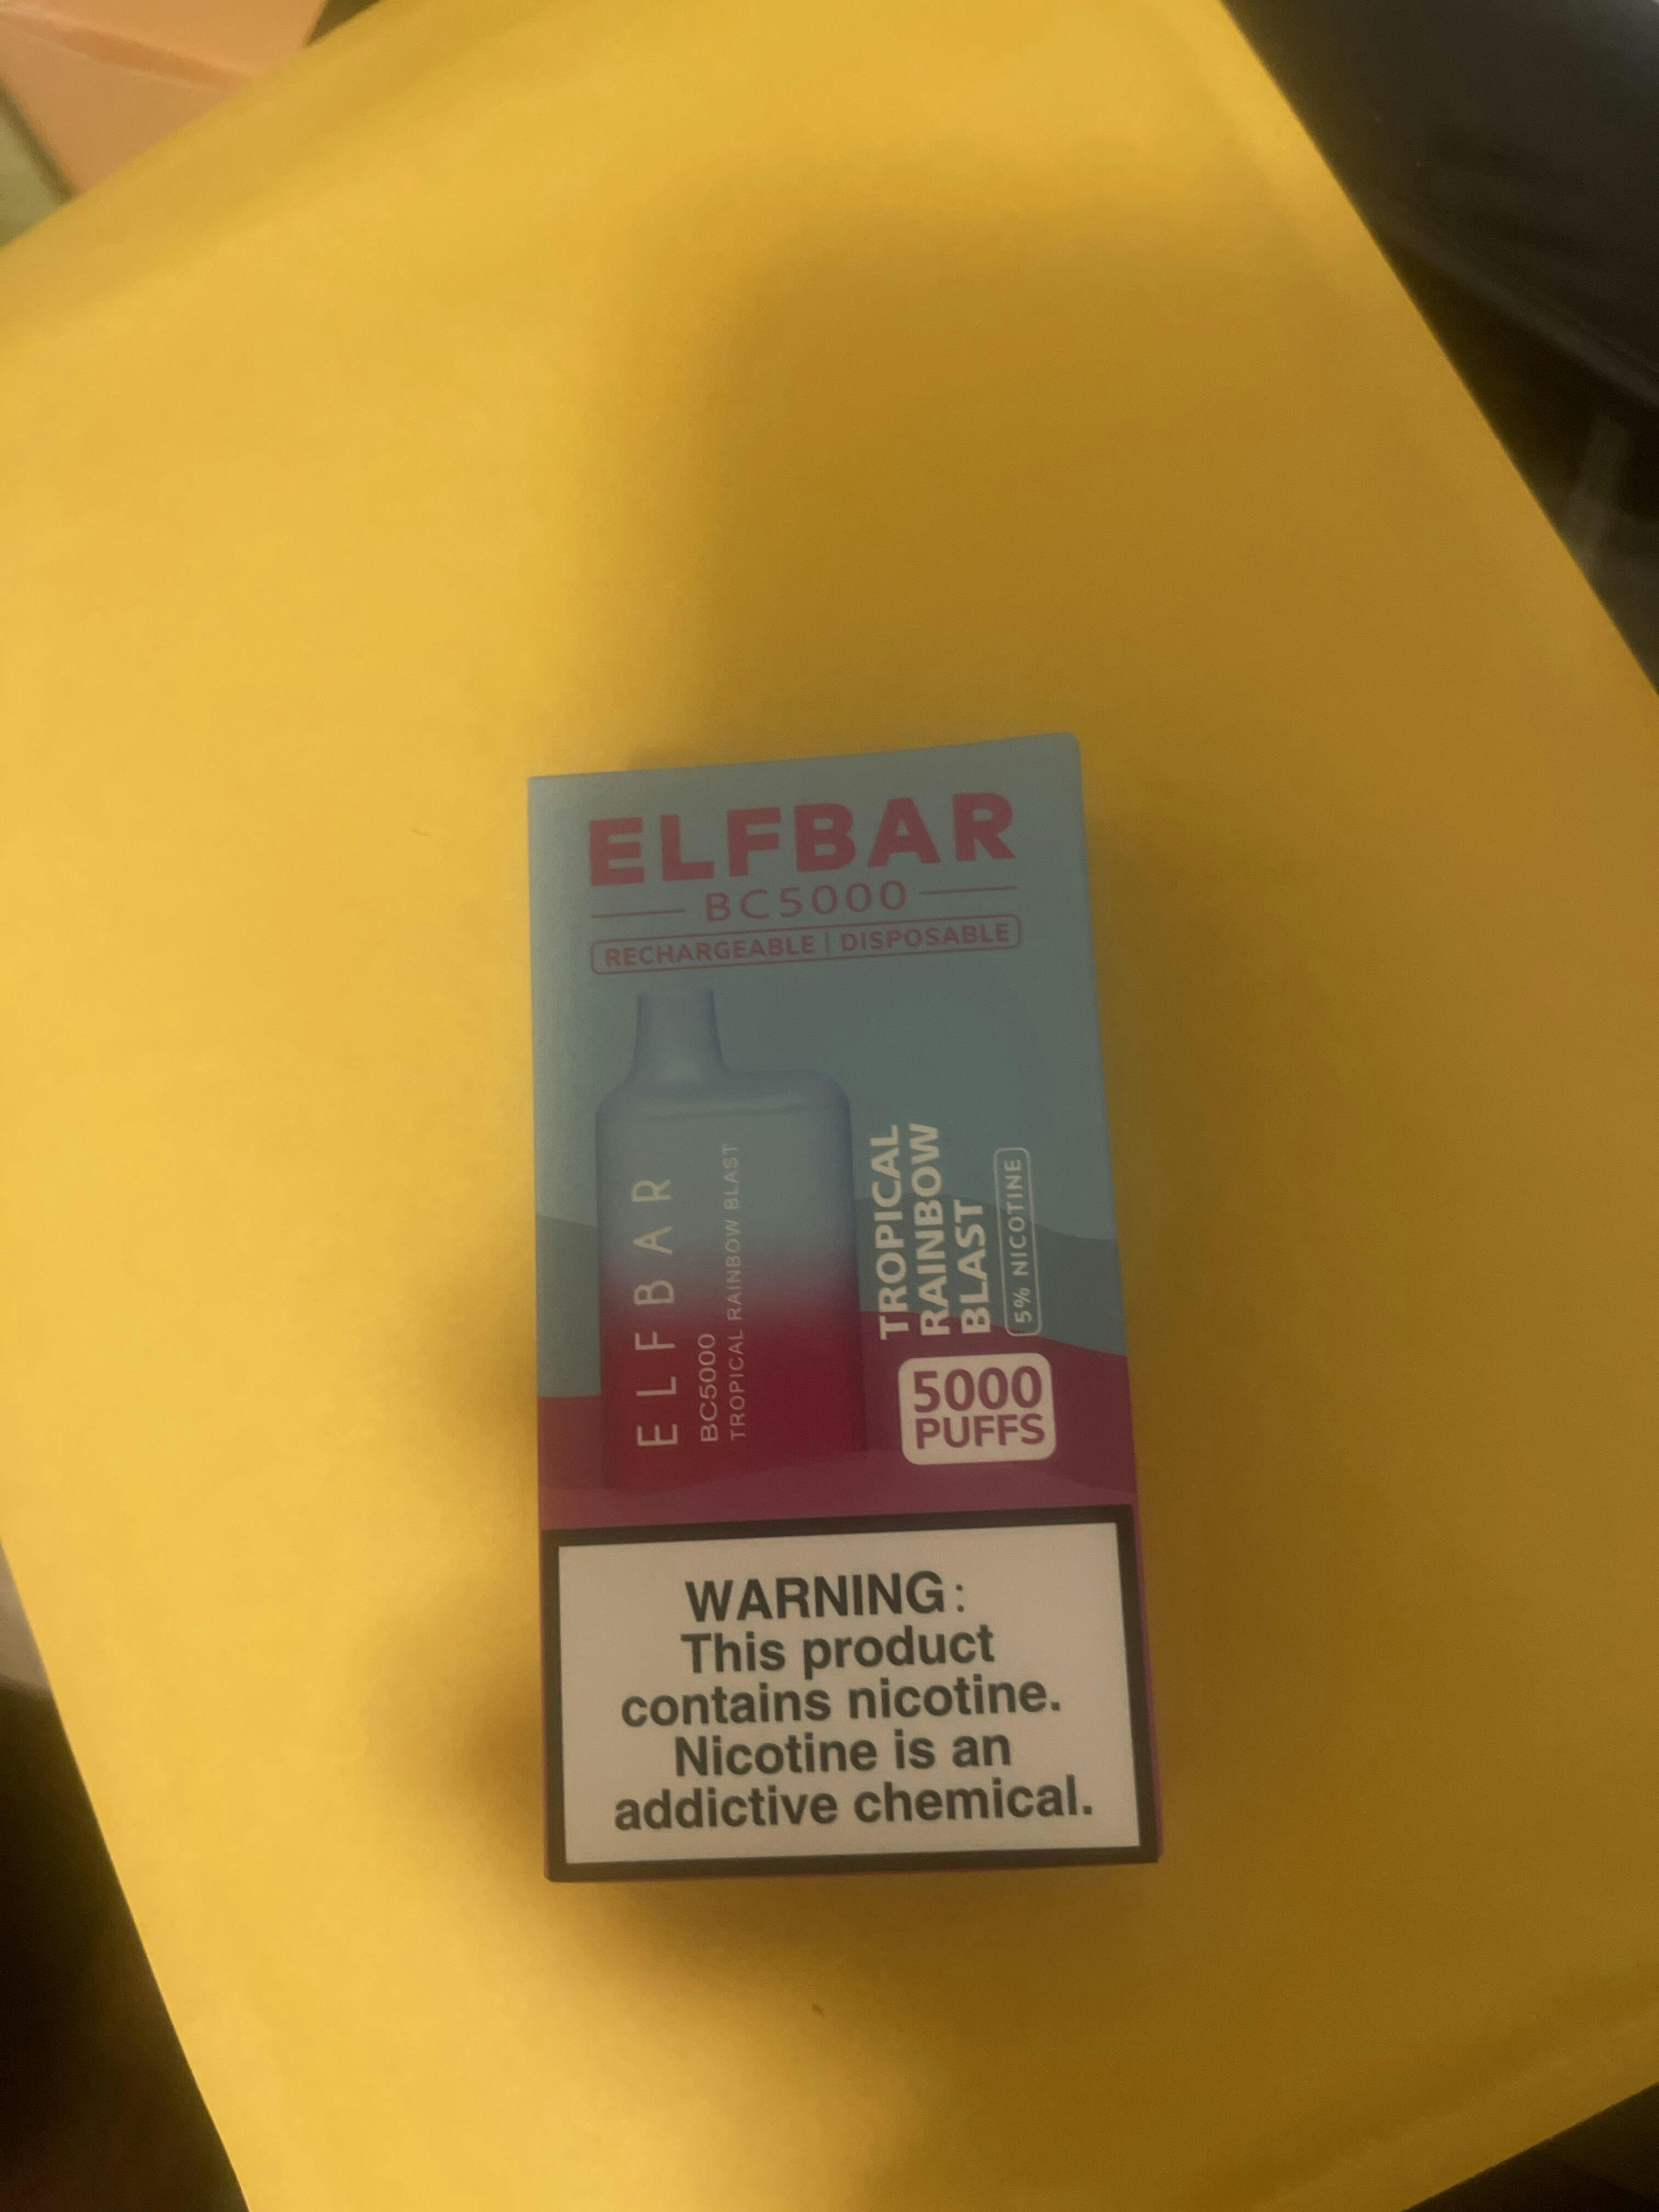 ELFBAR
BC5000
RECHARGEABLE | DISPOSABLE
ELFBAR
BC5000
TROPICAL RAINBOW BLAST
TROPICAL
RAINBOW
BLAST
5% NICOTINE
5000
PUFFS
WARNING:
This product
contains nicotine.
Nicotine is an
addictive chemical.